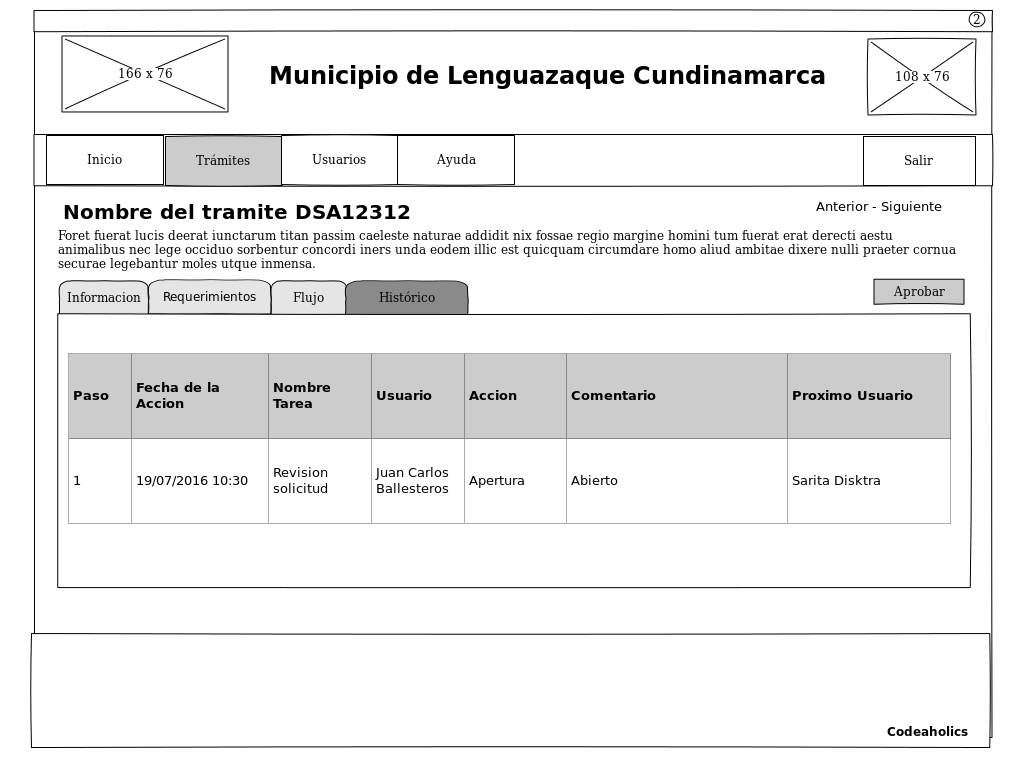 2
166 x 76
Municipio de Lenguazaque Cundinamarca
108 x 76
Inicio
Trámites
Usuarios
Ayuda
Salir
Nombre del tramite DSA12312
Anterior - Siguiente
Foret fuerat lucis deerat iunctarum titan passim caeleste naturae addidit nix fossae regio margine homini tum fuerat erat derecti aestu
animalibus nec lege occiduo sorbentur concordi iners unda eodem illic est quicquam circumdare homo aliud ambitae dixere nulli praeter cornua
securae legebantur moles utque inmensa.
Informacion
Requerimientos
Flujo
Histórico
Aprobar
Paso
Fecha de la
Accion
Nombre
Tarea
Usuario
Accion
Comentario
Proximo Usuario
1
19/07/2016 10:30
Revision
solicitud
Juan Carlos
Ballesteros
Apertura
Abierto
Sarita Disktra
Codeaholics